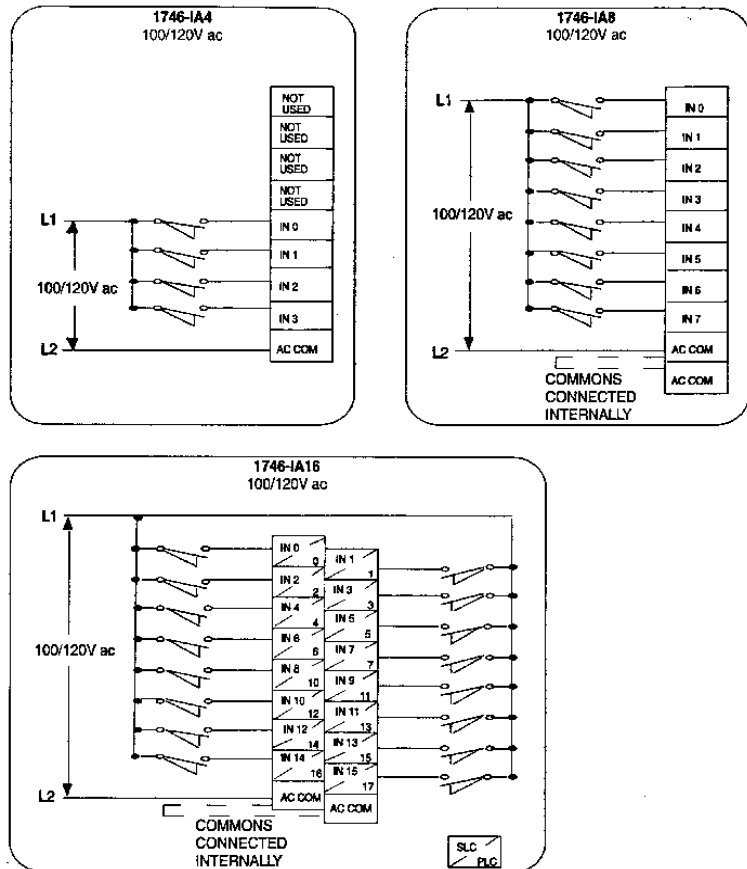 1746-IA4
100/120V ac
NOT
USED
NOT
USED
NOT
USED
NOT
USED
L1
IN 0
IN 1
100/120V ac
IN 2
IN 3
L2
AC COM
1746-IA8
100/120V ac
L1
IN 0
IN 1
IN 2
IN 3
100/120V ac
IN 4
IN 5
IN 6
IN 7
L2
AC COM
AC COM
COMMONS
CONNECTED
INTERNALLY
1746-IA16
100/120V ac
L1
IN 0
0
IN 1
1
IN 2
2
IN 3
3
IN 4
4
IN 5
5
IN 6
6
IN 7
7
100/120V ac
IN 8
10
IN 9
11
IN 10
12
IN 11
13
IN 12
14
IN 13
15
IN 14
16
IN 15
17
L2
AC COM
AC COM
COMMONS
CONNECTED
INTERNALLY
SLC
PLC